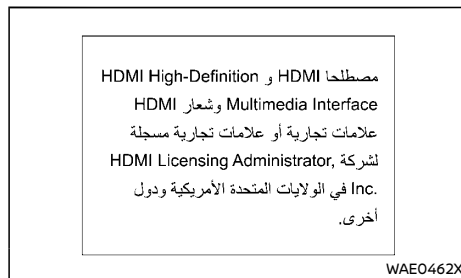 مصطلحا HDMI و HDMI High-Definition
Multimedia Interface وشعار HDMI
علامات تجارية أو علامات تجارية مسجلة
لشركة HDMI Licensing Administrator,
Inc. في الولايات المتحدة الأمريكية ودول
أخرى.
WAE0462X